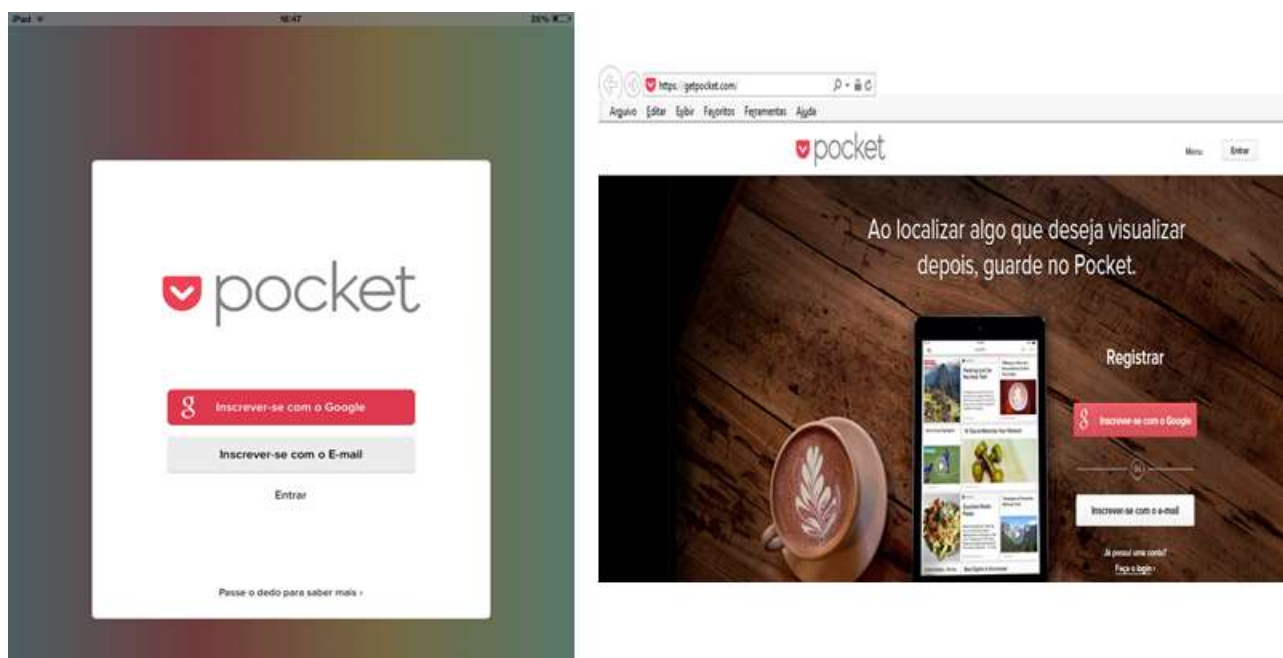 iPad
16:47
pocket
Inscrever-se com o Google
Inscrever-se com o E-mail
Entrar
Passe o dedo para saber mais ›
https://getpocket.com/
Arquivo Editar Exibir Favoritos Ferramentas Ajuda
pocket
Menu Entrar
Ao localizar algo que deseja visualizar
depois, guarde no Pocket.
Registrar
Inscrever-se com o Google
Inscrever-se com o e-mail
Já possui uma conta?
Faça o login ›